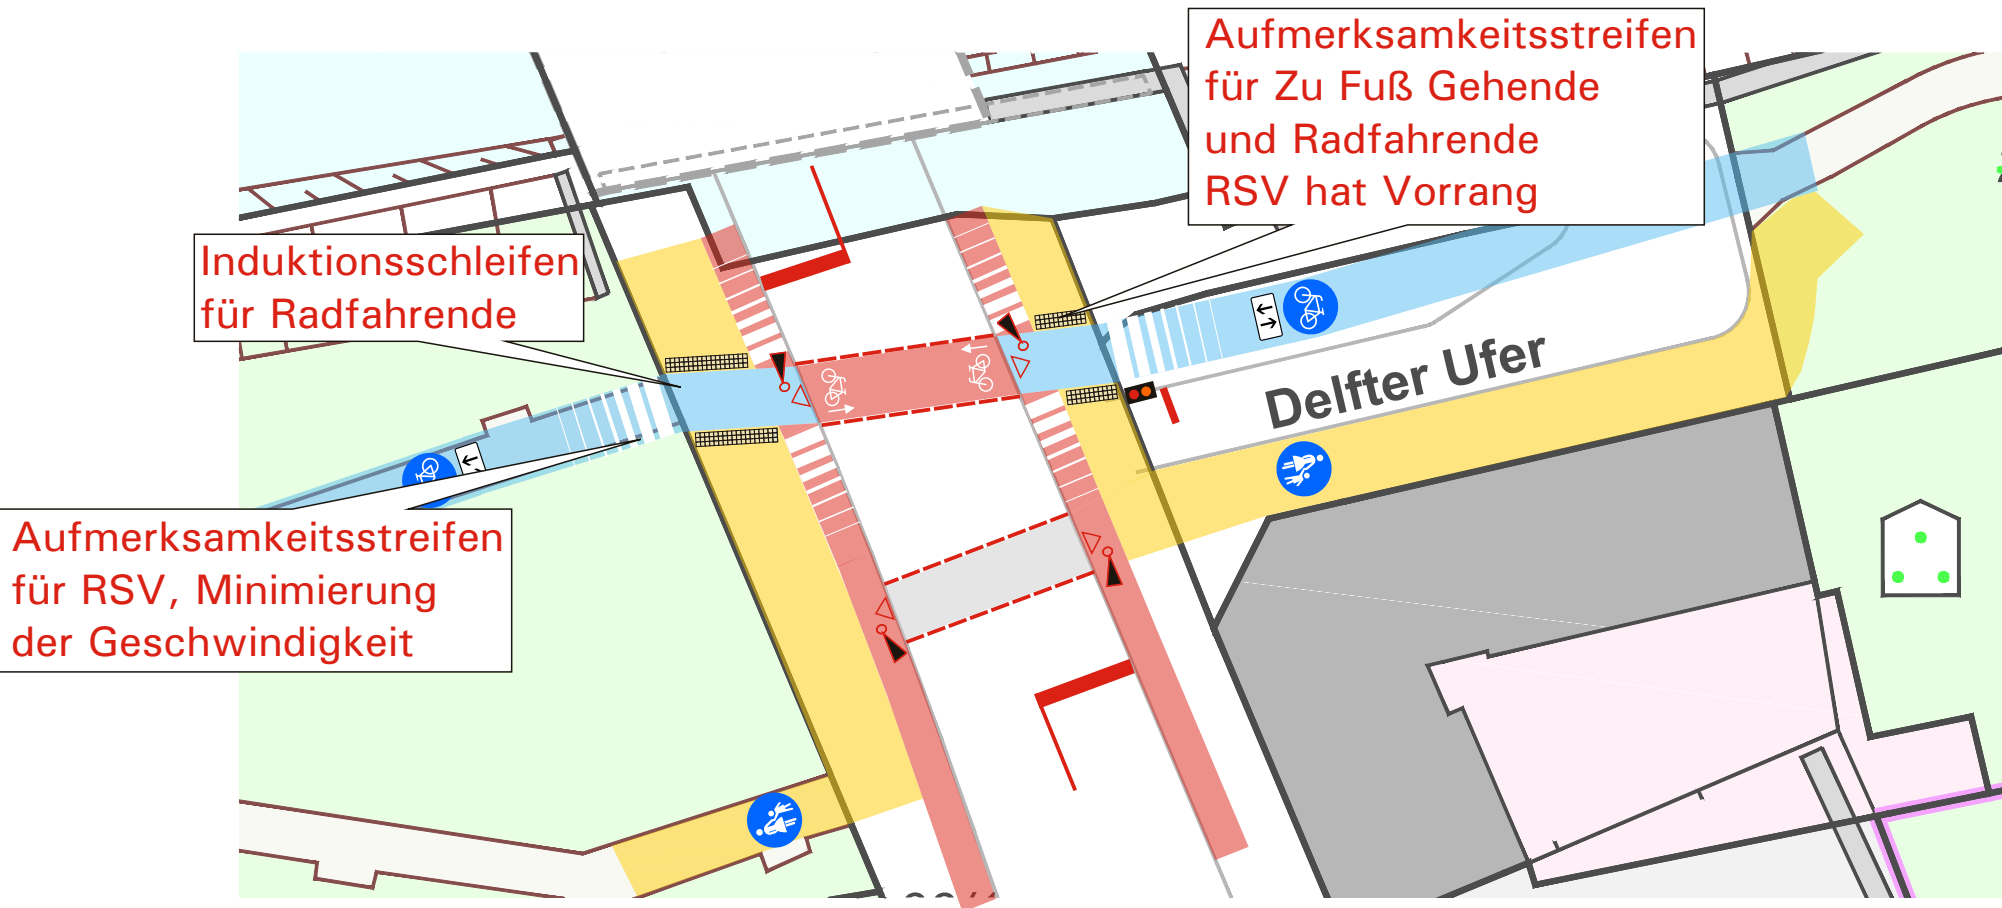 Aufmerksamkeitsstreifen
für Zu Fuß Gehende
und Radfahrende
RSV hat Vorrang
Induktionsschleifen
für Radfahrende
Delfter Ufer
Aufmerksamkeitsstreifen
für RSV, Minimierung
der Geschwindigkeit